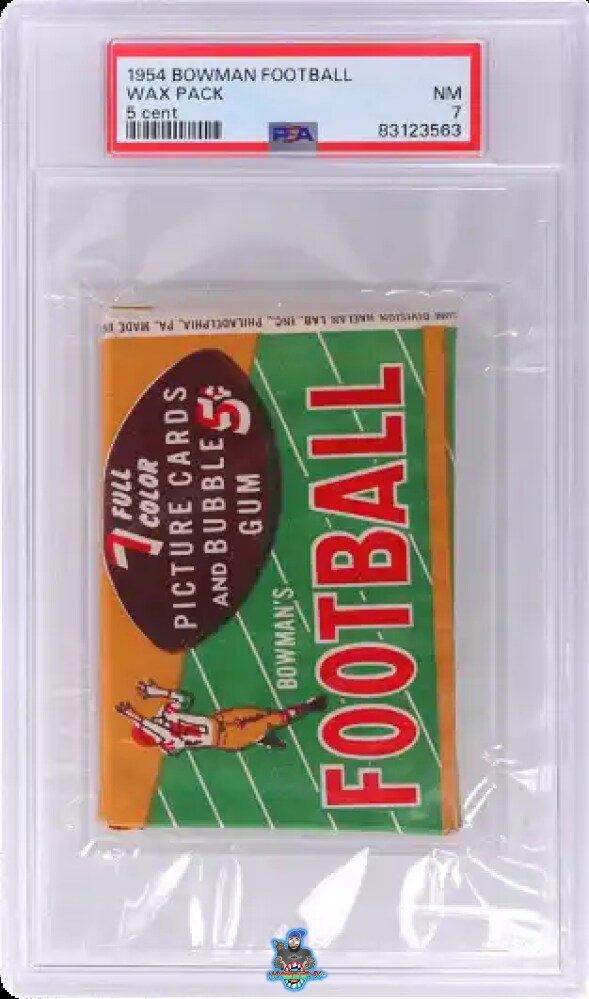 1954 BOWMAN FOOTBALL
WAX PACK NM
5 cent 7
PSA 83123563
DIVISION HAELAN LAB. INC., PHILADELPHIA, PA. MADE
7 FULL
COLOR
PICTURE CARDS
AND BUBBLE 5¢
GUM
BOWMAN'S
FOOTBALL